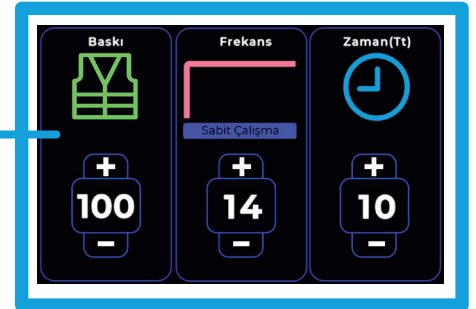 Baskı
Frekans
Zaman(Tt)
Sabit Çalışma
+
+
+
100
14
10
−
−
−